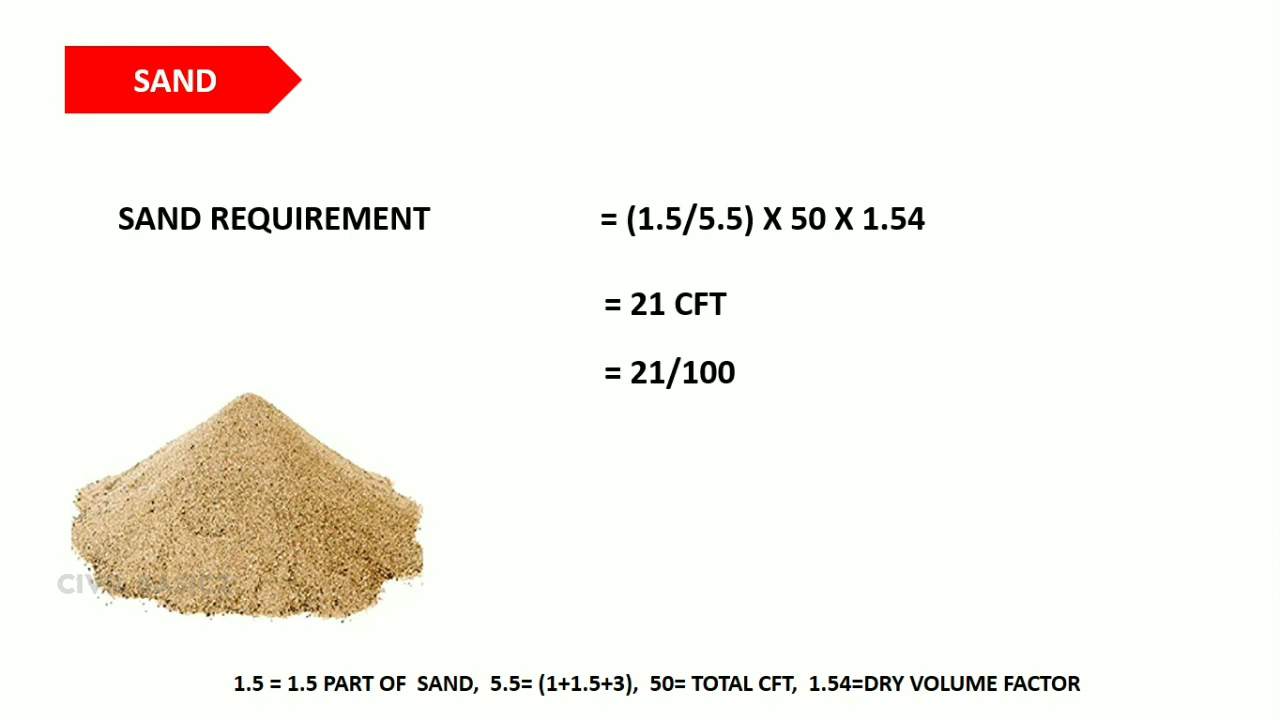 SAND
SAND REQUIREMENT = (1.5/5.5) X 50 X 1.54
= 21 CFT
= 21/100
1.5 = 1.5 PART OF SAND, 5.5= (1+1.5+3), 50= TOTAL CFT, 1.54=DRY VOLUME FACTOR